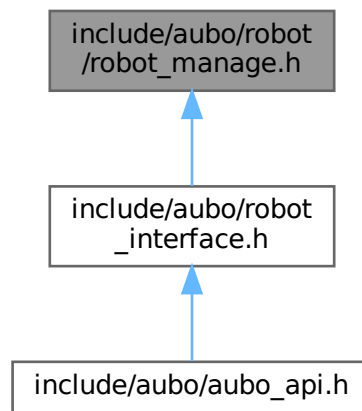 include/aubo/robot
/robot_manage.h
include/aubo/robot
_interface.h
include/aubo/aubo_api.h